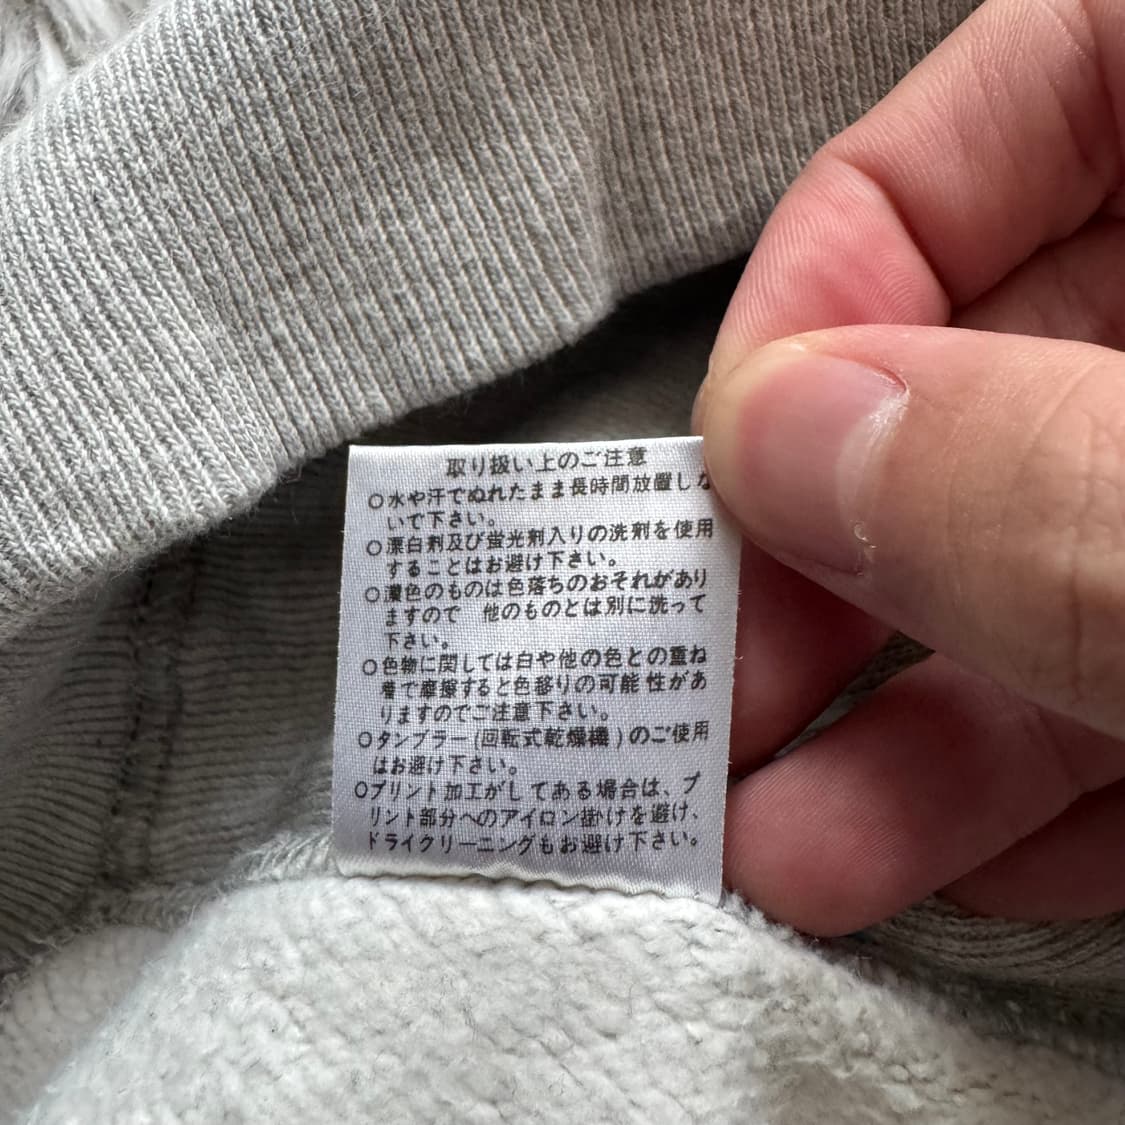 取り扱い上のご注意
○水や汗でぬれたまま長時間放置しな
いで下さい。
○漂白剤及び蛍光剤入りの洗剤を使用
することはお避け下さい。
○濃色のものは色落ちのおそれがあり
ますので 他のものとは別に洗って
下さい。
○色物に関しては白や他の色との重ね
着で摩擦すると色移りの可能性があ
りますのでご注意下さい。
○タンブラー(回転式乾燥機)のご使用
はお避け下さい。
○プリント加工がしてある場合は、プ
リント部分へのアイロン掛けを避け、
ドライクリーニングもお避け下さい。